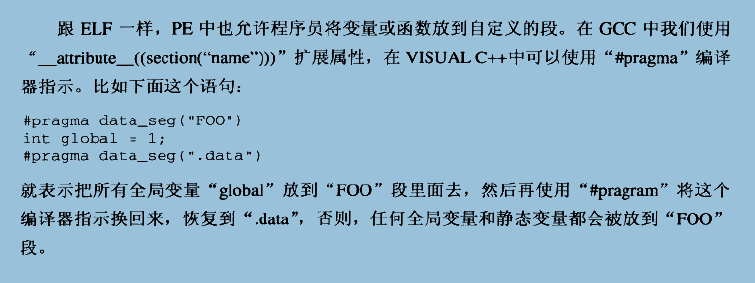 跟 ELF 一样，PE 中也允许程序员将变量或函数放到自定义的段。在 GCC 中我们使用
“__attribute__((section(“name”)))”扩展属性，在 VISUAL C++中可以使用“#pragma”编译
器指示。比如下面这个语句：
#pragma data_seg("FOO")
int global = 1;
#pragma data_seg(".data")
就表示把所有全局变量“global”放到“FOO”段里面去，然后再使用“#pragram”将这个
编译器指示换回来，恢复到“.data”，否则，任何全局变量和静态变量都会被放到“FOO”
段。